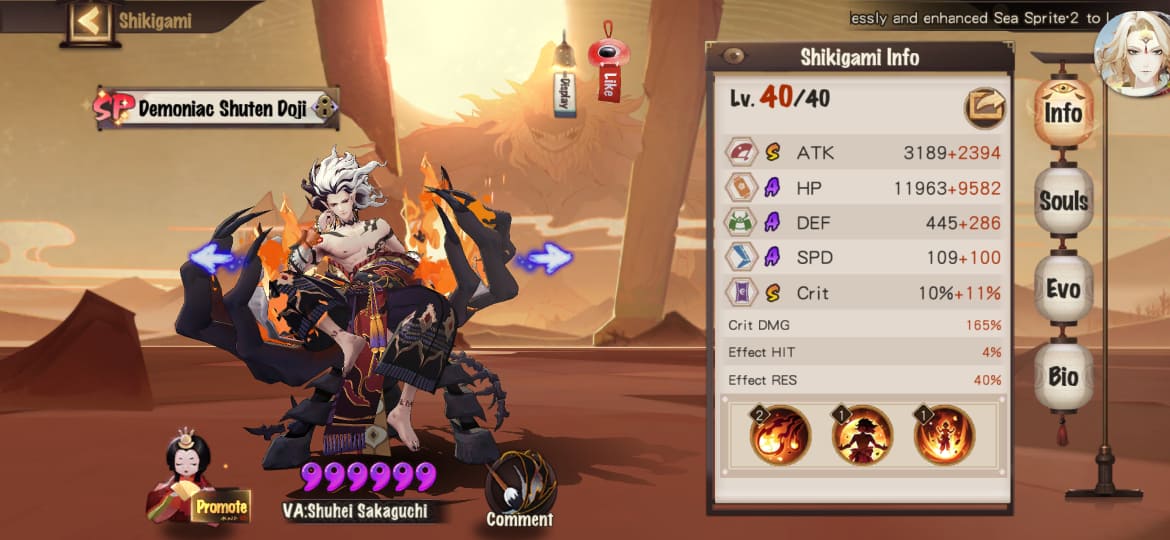 Shikigami
essly and enhanced Sea Sprite·2 to
SP Demoniac Shuten Doji
Display
Like
Shikigami Info
Lv. 40/40
S ATK 3189+2394
A HP 11963+9582
A DEF 445+286
A SPD 109+100
S Crit 10%+11%
Crit DMG 165%
Effect HIT 4%
Effect RES 40%
2 1 1
Info
Souls
Evo
Bio
Promote
VA:Shuhei Sakaguchi
Comment